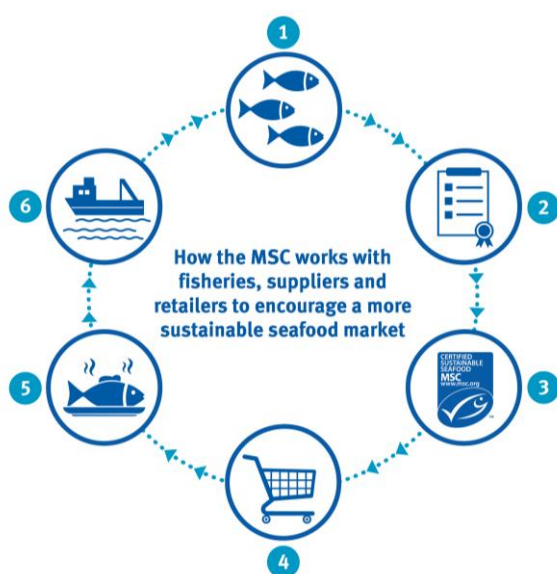 1
2
6
How the MSC works with
fisheries, suppliers and
retailers to encourage a more
sustainable seafood market
5
CERTIFIED
SUSTAINABLE
SEAFOOD
MSC
www.msc.org
TM
3
4